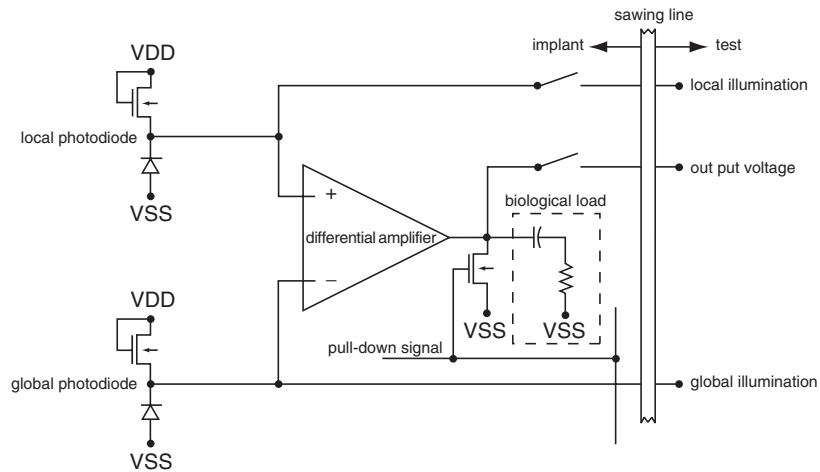 sawing line
implant
test
VDD
local illumination
local photodiode
VSS
out put voltage
biological load
+
differential amplifier
−
VDD
VSS
VSS
pull-down signal
global photodiode
global illumination
VSS